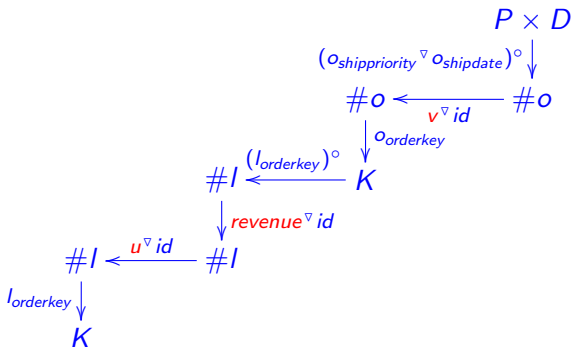 P × D
(o_shippriority ▽ o_shipdate)°
#o #o
v ▽ id
o_orderkey
(l_orderkey)°
#l K
revenue ▽ id
u ▽ id
#l #l
l_orderkey
K